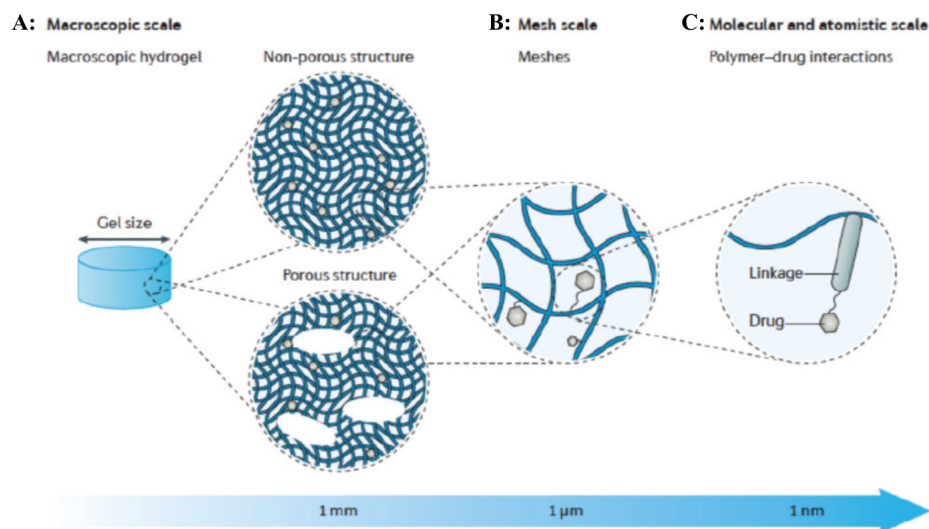 A: Macroscopic scale
B: Mesh scale
C: Molecular and atomistic scale
Macroscopic hydrogel
Non-porous structure
Meshes
Polymer–drug interactions
Gel size
Porous structure
Linkage
Drug
1 mm
1 µm
1 nm